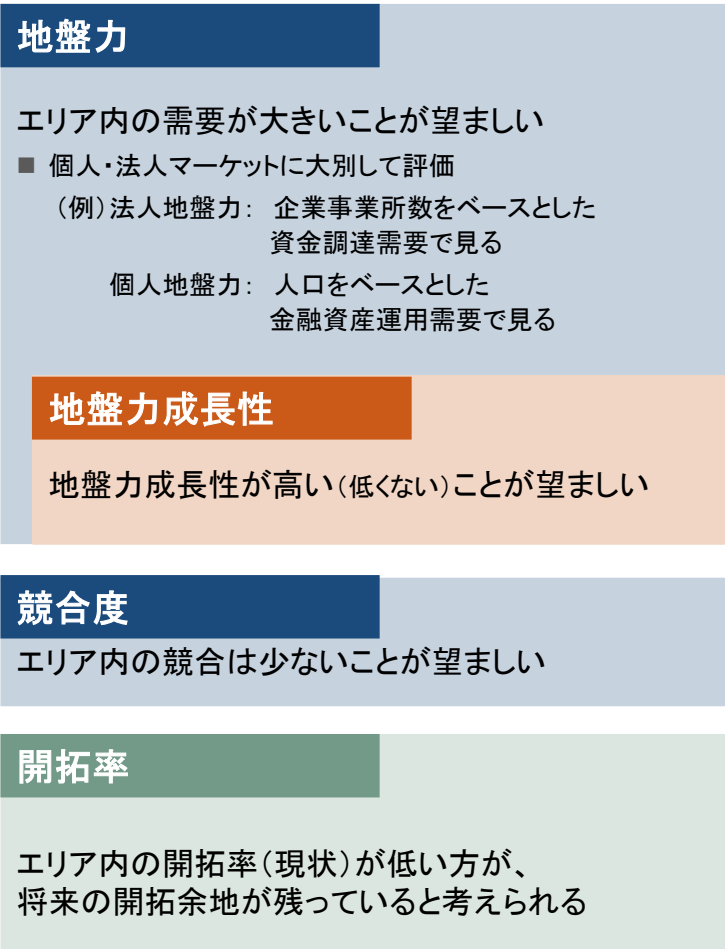 地盤力
エリア内の需要が大きいことが望ましい
■ 個人・法人マーケットに大別して評価
（例）法人地盤力： 企業事業所数をベースとした
資金調達需要で見る
個人地盤力： 人口をベースとした
金融資産運用需要で見る
地盤力成長性
地盤力成長性が高い（低くない）ことが望ましい
競合度
エリア内の競合は少ないことが望ましい
開拓率
エリア内の開拓率（現状）が低い方が、
将来の開拓余地が残っていると考えられる